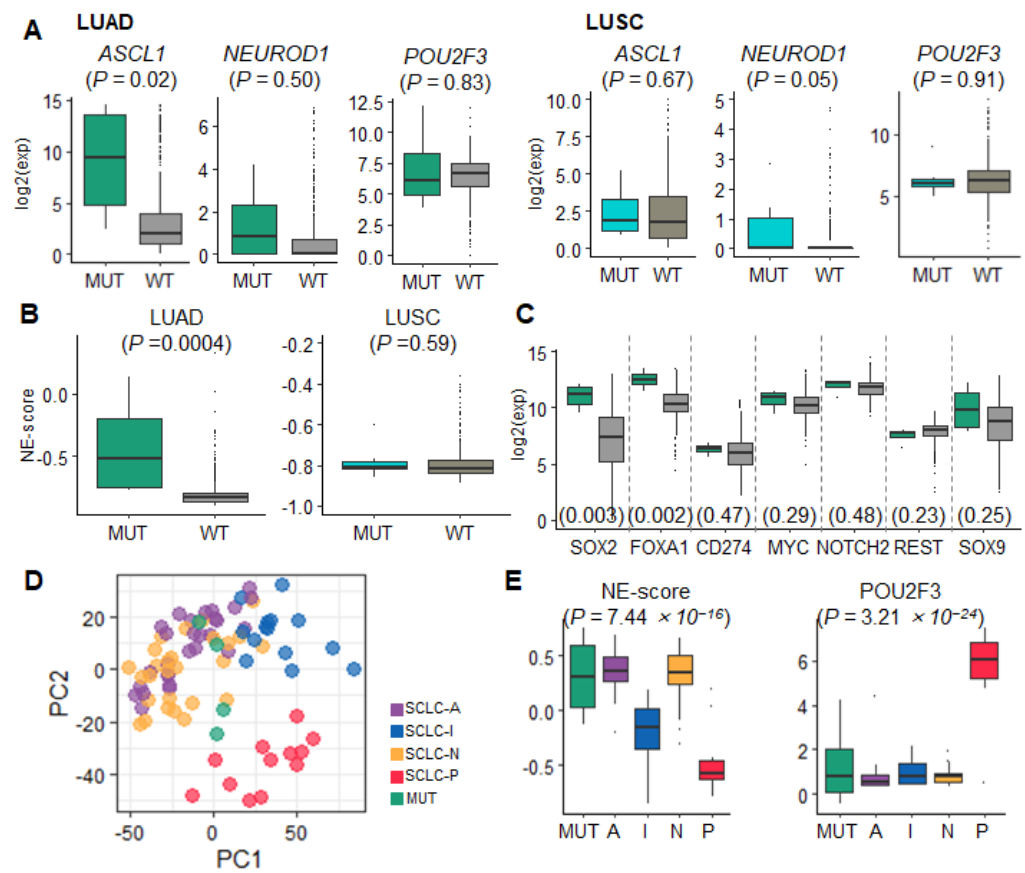 A
LUAD
ASCL1
(P = 0.02)
NEUROD1
(P = 0.50)
POU2F3
(P = 0.83)
log2(exp)
15
10
5
0
MUT WT
6
4
2
0
MUT WT
12.5
10.0
7.5
5.0
2.5
0.0
MUT WT
LUSC
ASCL1
(P = 0.67)
NEUROD1
(P = 0.05)
POU2F3
(P = 0.91)
log2(exp)
10.0
7.5
5.0
2.5
0.0
MUT WT
5
4
3
2
1
0
MUT WT
10
5
MUT WT
B
LUAD
(P =0.0004)
NE-score
0.0
-0.5
MUT WT
LUSC
(P =0.59)
-0.2
-0.4
-0.6
-0.8
-1.0
MUT WT
C
log2(exp)
15
10
5
0
(0.003) (0.002) (0.47) (0.29) (0.48) (0.23) (0.25)
SOX2 FOXA1 CD274 MYC NOTCH2 REST SOX9
D
PC2
20
0
-20
-40
-50 0 50
PC1
SCLC-A
SCLC-I
SCLC-N
SCLC-P
MUT
E
NE-score
(P = 7.44 × 10⁻¹⁶)
0.5
0.0
-0.5
MUT A I N P
POU2F3
(P = 3.21 × 10⁻²⁴)
6
4
2
0
MUT A I N P